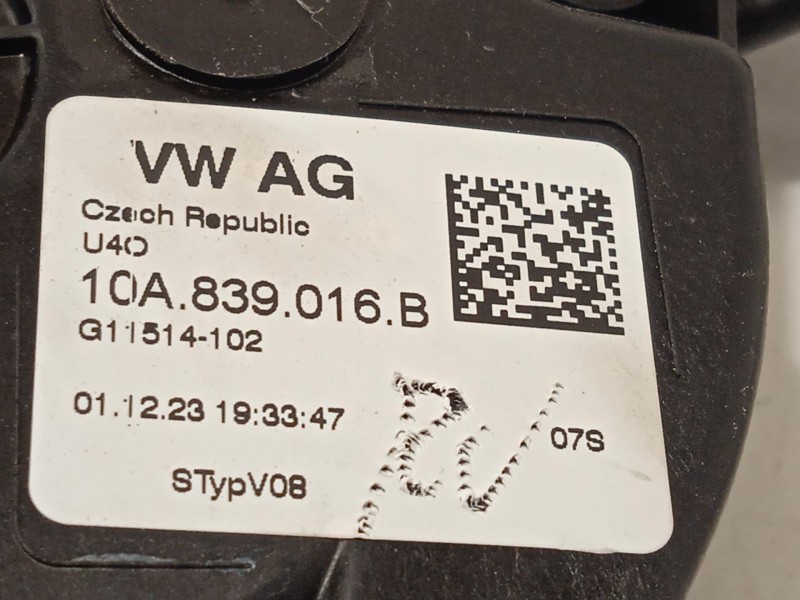 VW AG
Czech Republic
U4O
10A.839.016.B
G11514-102
01.12.23 19:33:47
07S
STypV08